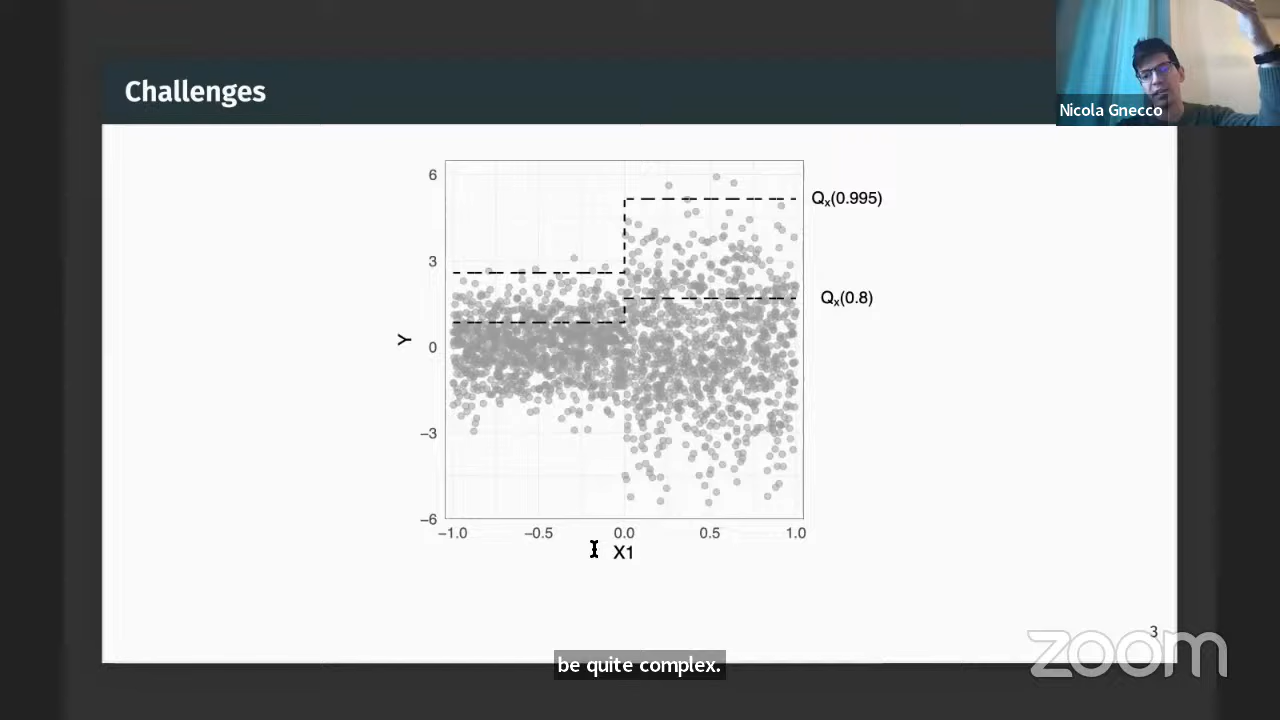 Challenges
Nicola Gnecco
6
Qx(0.995)
3
Qx(0.8)
Y
0
−3
−6
−1.0 −0.5 0.0 0.5 1.0
X1
3
zoom
be quite complex.